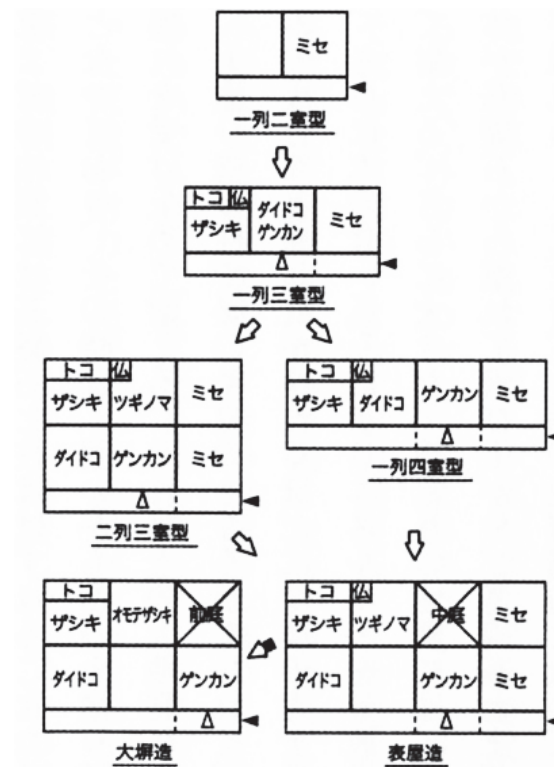 ミセ
一列二室型
トコ 仏
ザシキ
ダイドコ
ゲンカン
ミセ
一列三室型
トコ 仏
ザシキ ツギノマ ミセ
ダイドコ ゲンカン ミセ
二列三室型
トコ 仏
ザシキ ダイドコ ゲンカン ミセ
一列四室型
トコ
ザシキ オモテザシキ 前庭
ダイドコ ゲンカン
大塀造
トコ 仏
ザシキ ツギノマ 中庭 ミセ
ダイドコ ゲンカン ミセ
表屋造